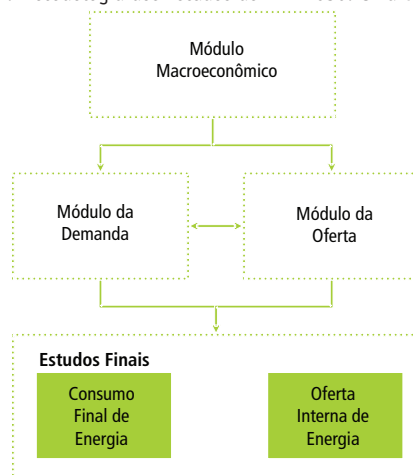 Módulo
Macroeconômico
Módulo da
Demanda
Módulo da
Oferta
Estudos Finais
Consumo
Final de
Energia
Oferta
Interna de
Energia